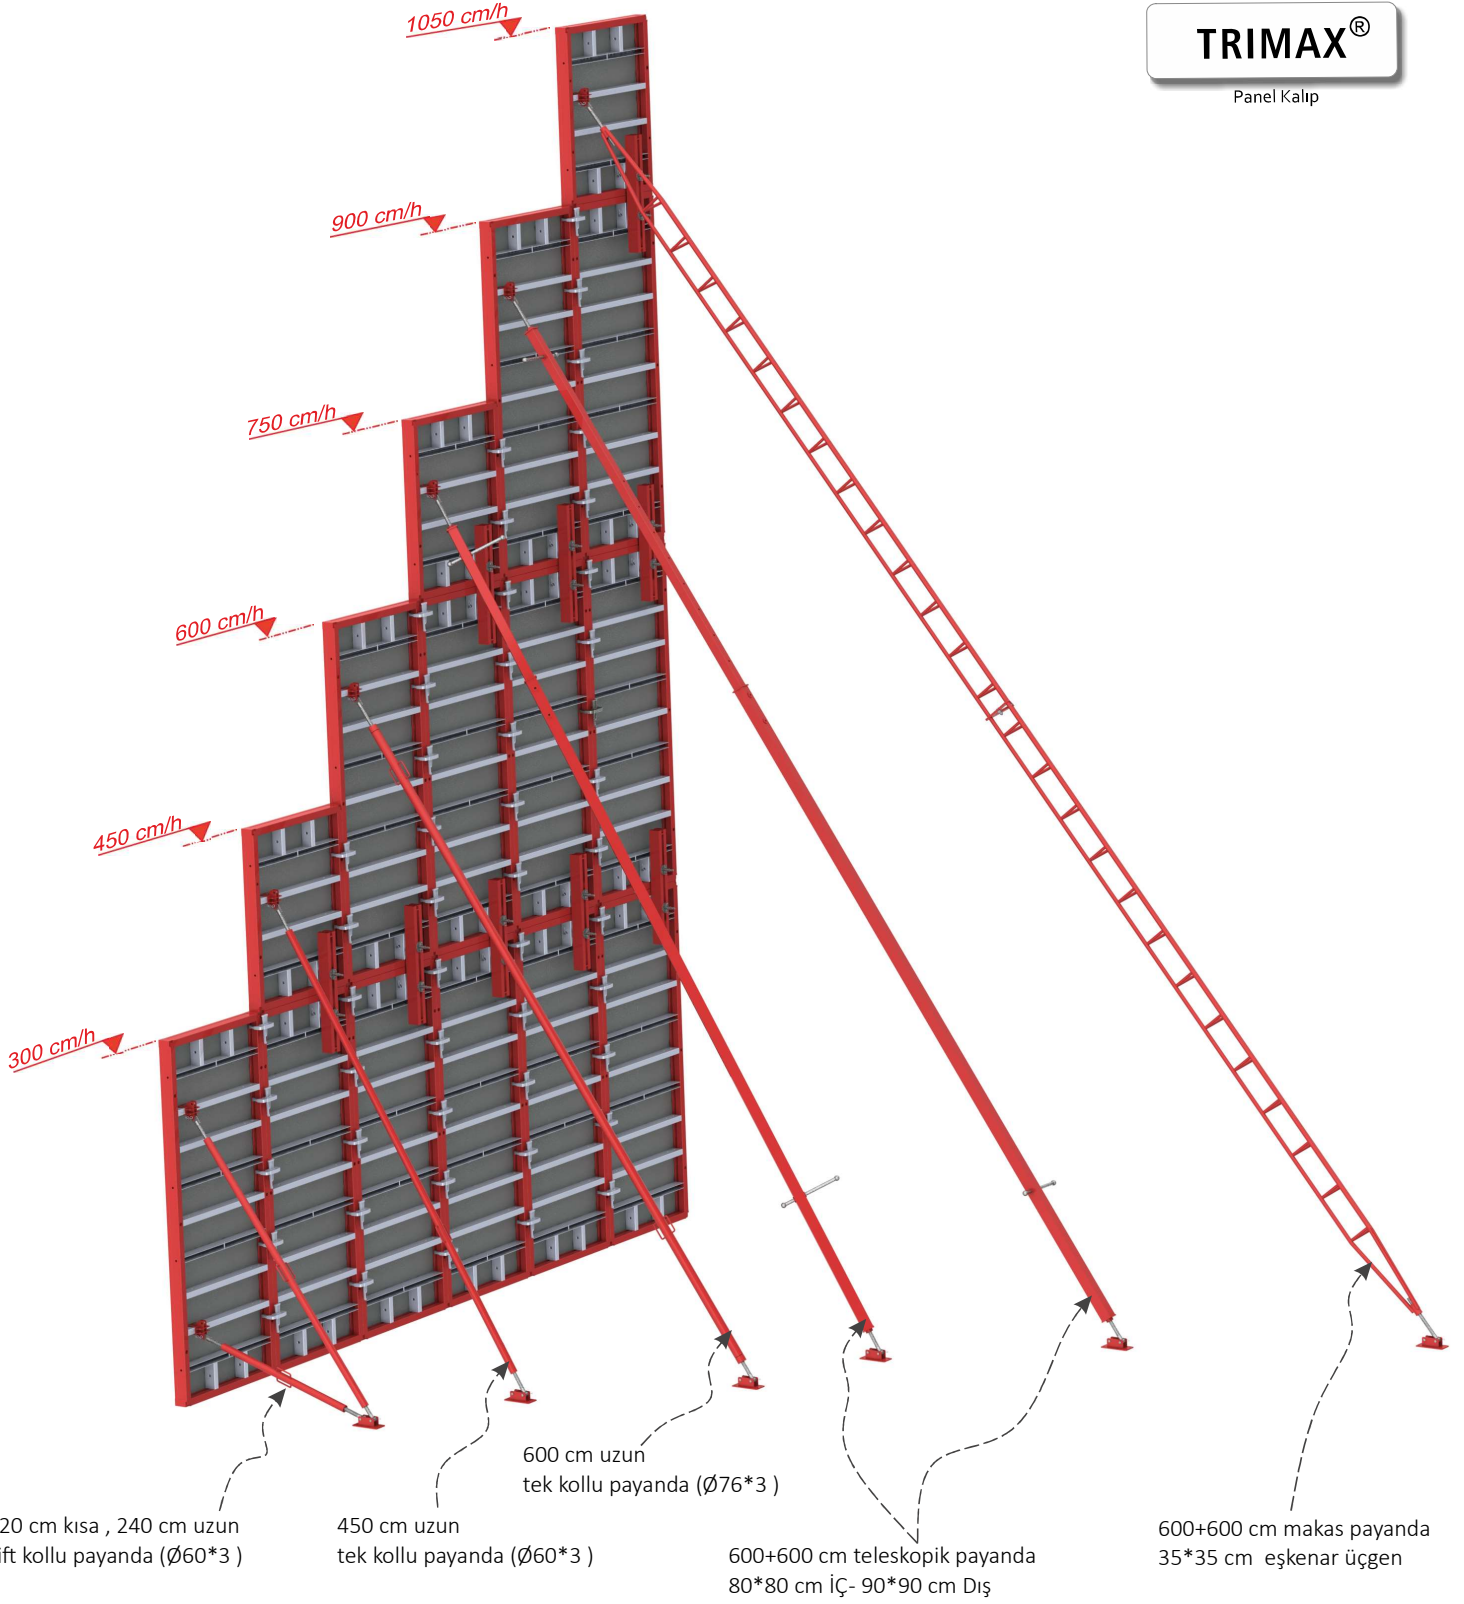 1050 cm/h
TRIMAX®
Panel Kalıp
900 cm/h
750 cm/h
600 cm/h
450 cm/h
300 cm/h
600 cm uzun
tek kollu payanda (Ø76*3 )
20 cm kısa , 240 cm uzun
ift kollu payanda (Ø60*3 )
450 cm uzun
tek kollu payanda (Ø60*3 )
600+600 cm teleskopik payanda
80*80 cm İÇ- 90*90 cm Dış
600+600 cm makas payanda
35*35 cm eşkenar üçgen